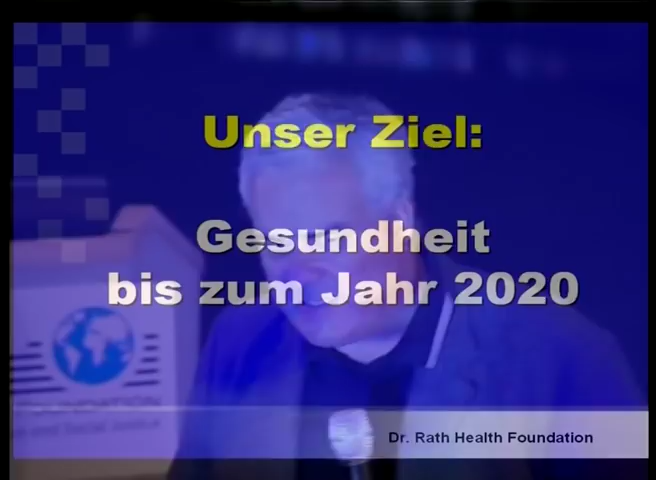 Unser Ziel:
Gesundheit
bis zum Jahr 2020
Dr. Rath Health Foundation